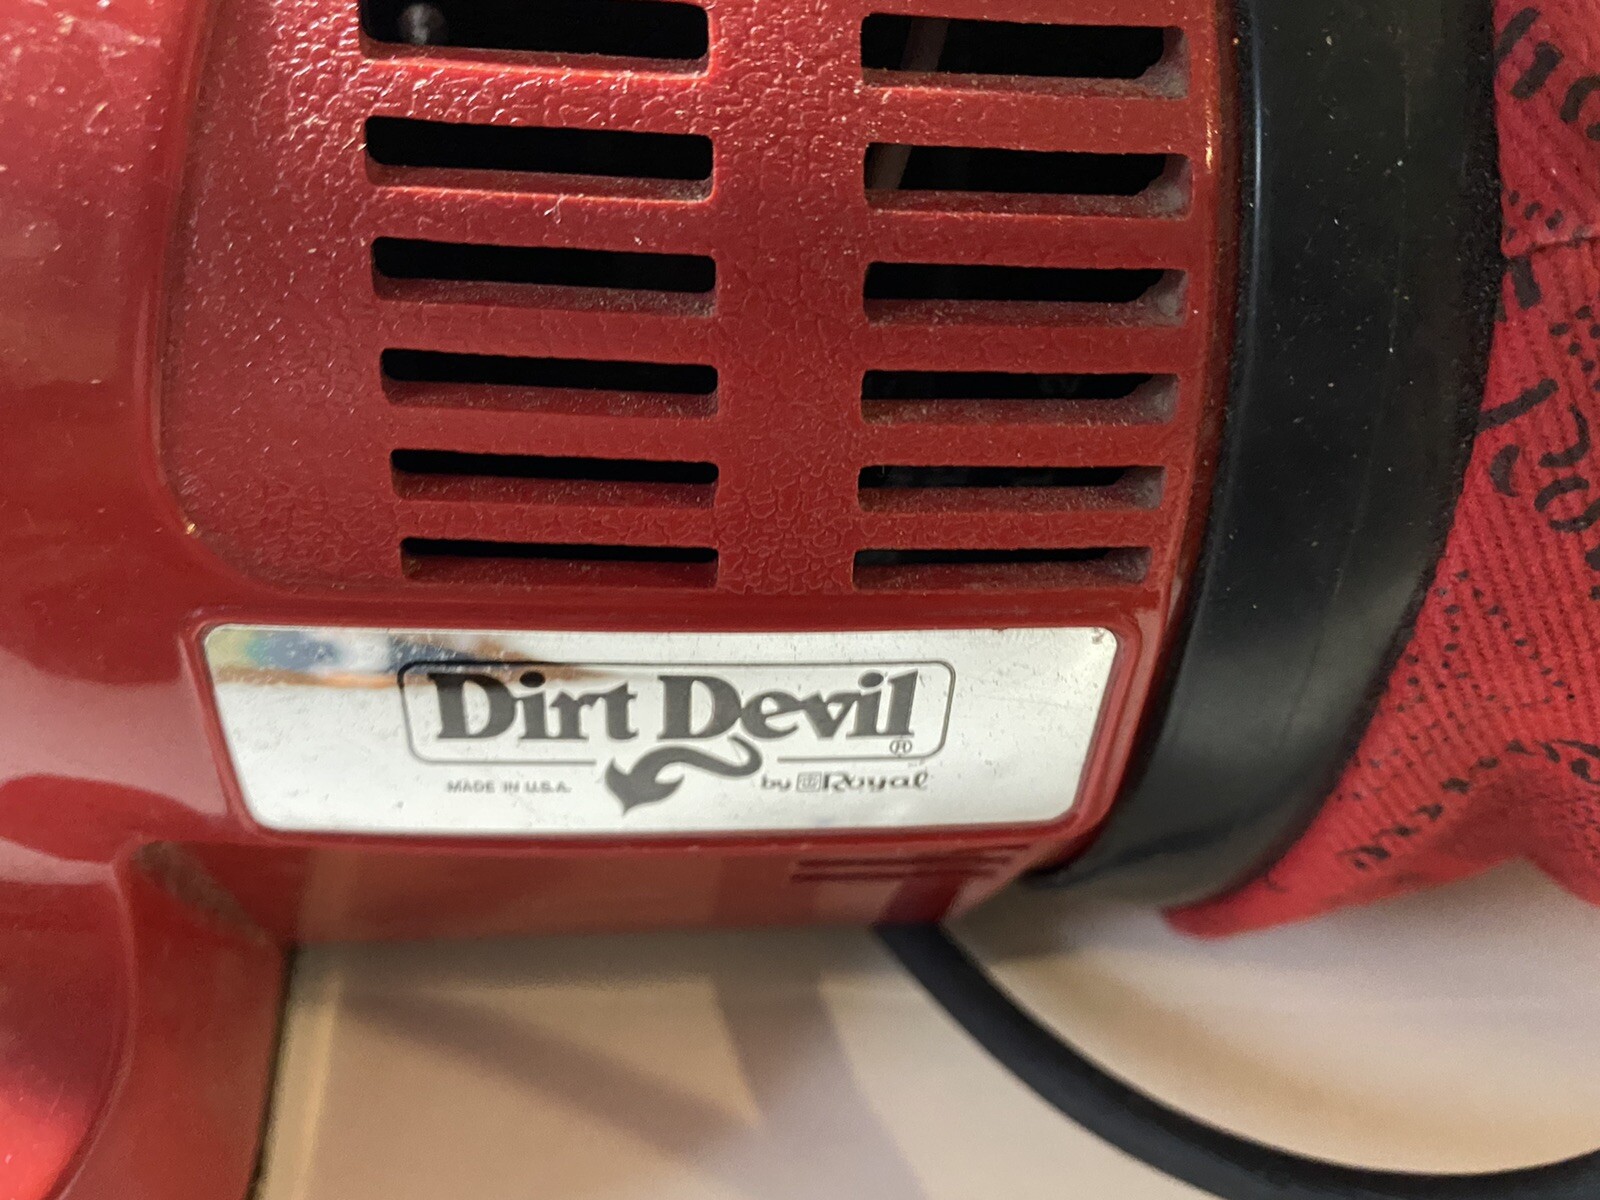 Dirt Devil®
MADE IN U.S.A.
by Royal